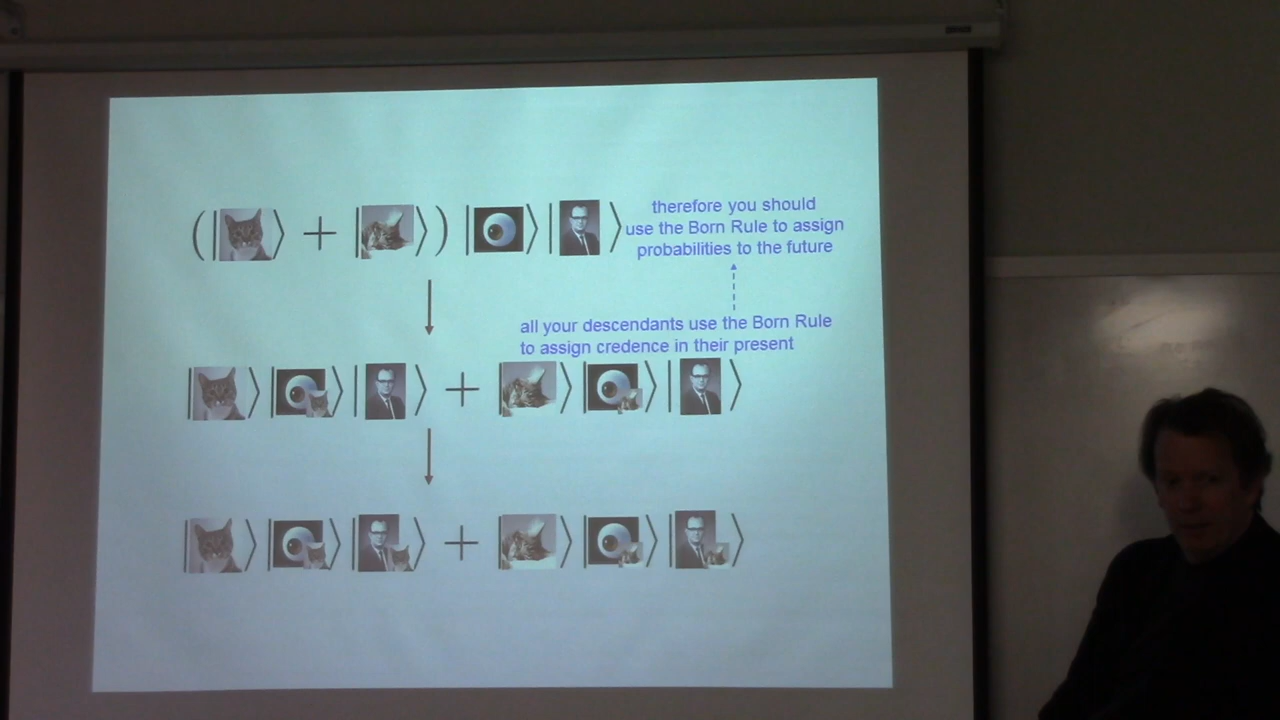 therefore you should
use the Born Rule to assign
probabilities to the future
all your descendants use the Born Rule
to assign credence in their present